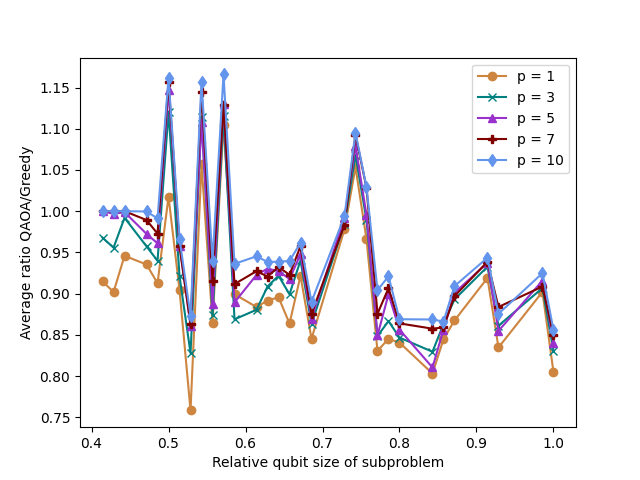 p = 1
p = 3
p = 5
p = 7
p = 10
Average ratio QAOA/Greedy
1.15
1.10
1.05
1.00
0.95
0.90
0.85
0.80
0.75
0.4 0.5 0.6 0.7 0.8 0.9 1.0
Relative qubit size of subproblem